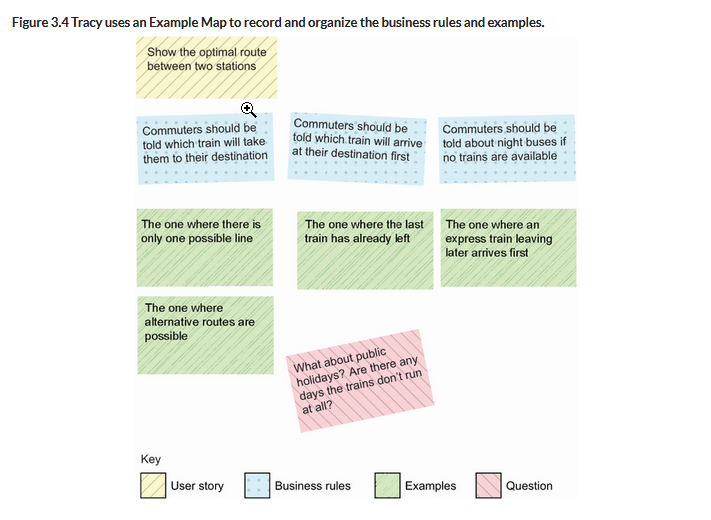 Figure 3.4 Tracy uses an Example Map to record and organize the business rules and examples.
Show the optimal route
between two stations
Commuters should be
told which train will take
them to their destination
Commuters should be
told which train will arrive
at their destination first
Commuters should be
told about night buses if
no trains are available
The one where there is
only one possible line
The one where the last
train has already left
The one where an
express train leaving
later arrives first
The one where
alternative routes are
possible
What about public
holidays? Are there any
days the trains don't run
at all?
Key
User story
Business rules
Examples
Question